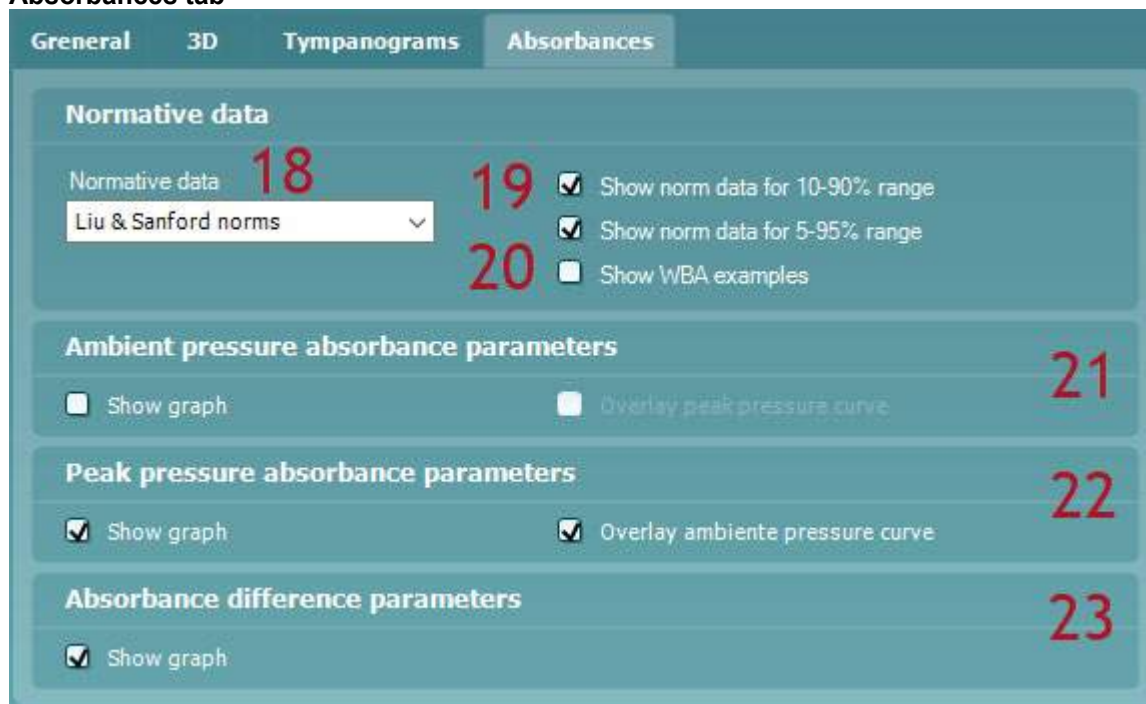 Absorbances tab
Greneral 3D Tympanograms Absorbances
Normative data
Normative data 18
Liu & Sanford norms
19 Show norm data for 10-90% range
Show norm data for 5-95% range
20 Show WBA examples
Ambient pressure absorbance parameters
21
Show graph Overlay peak pressure curve
Peak pressure absorbance parameters
22
Show graph Overlay ambiente pressure curve
Absorbance difference parameters
23
Show graph